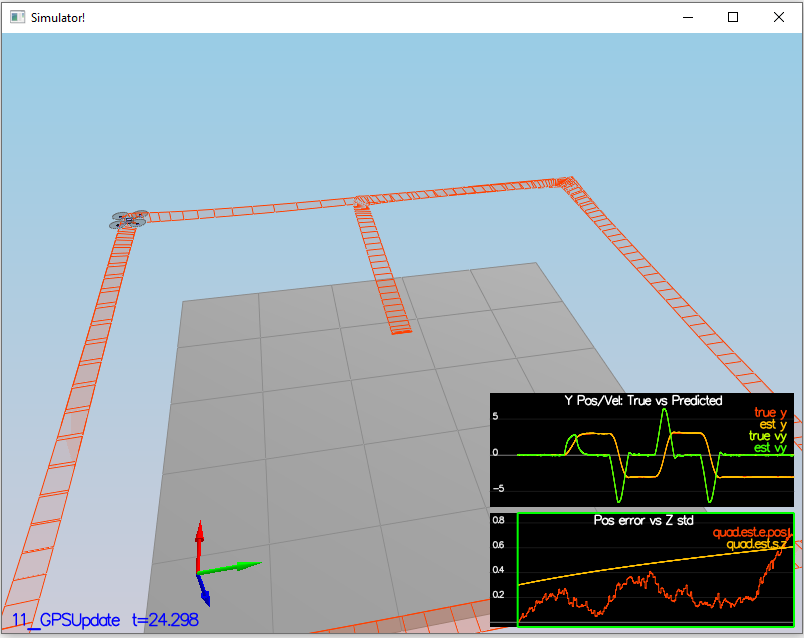 Simulator!
Y Pos/Vel: True vs Predicted
5
0
−5
true y
est y
true vy
est vy
Pos error vs Z std
0.8
0.6
0.4
0.2
quad.est.e.pos
quad.est.s.z
11_GPSUpdate t=24.298